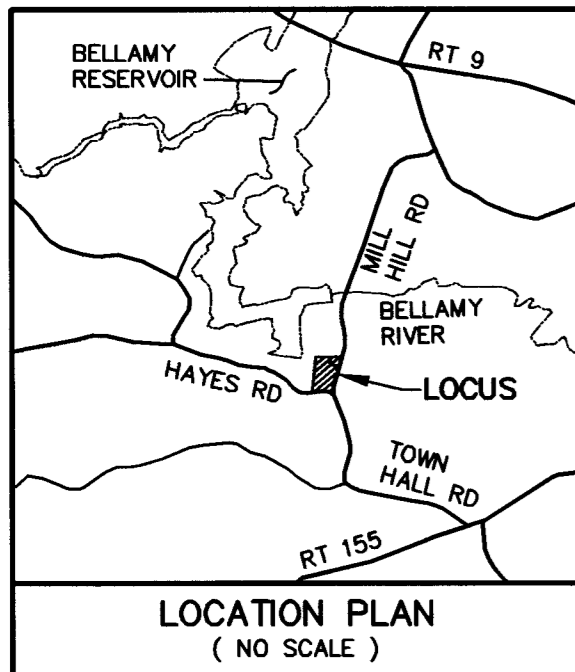 BELLAMY
RESERVOIR
RT 9
MILL
HILL RD
BELLAMY
RIVER
HAYES RD
LOCUS
TOWN
HALL RD
RT 155
LOCATION PLAN
( NO SCALE )